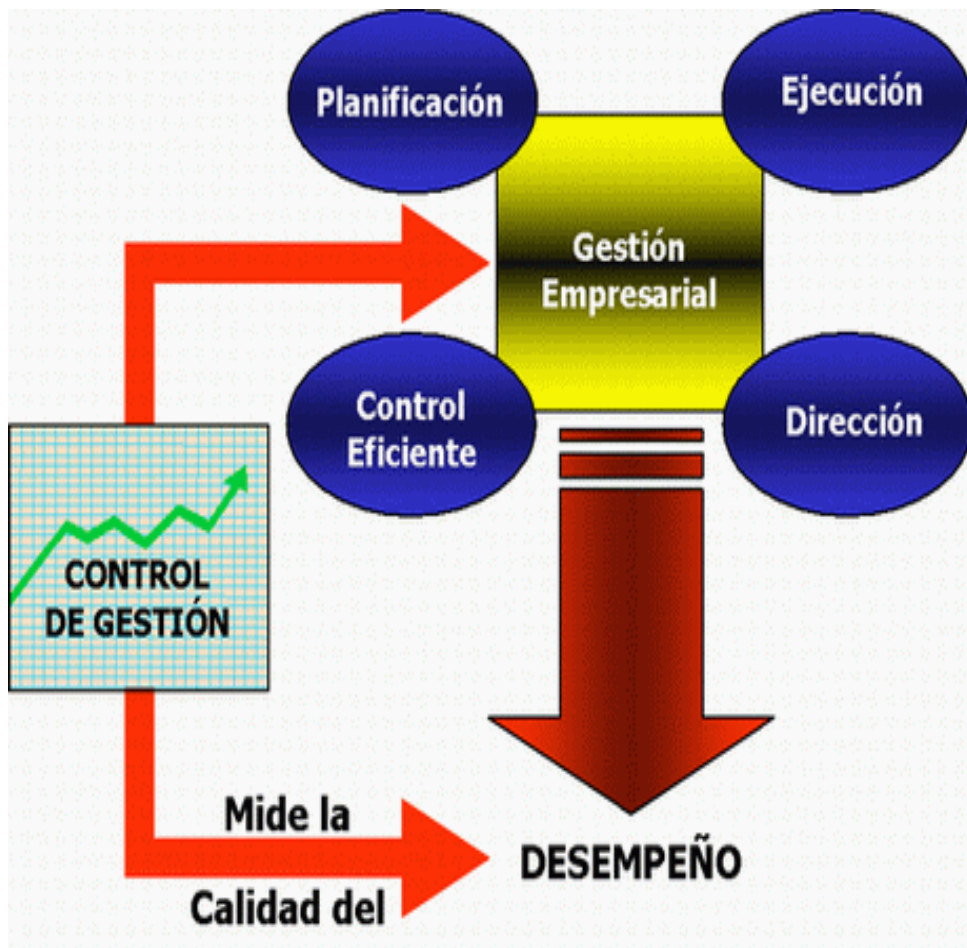 Planificación
Ejecución
Gestión
Empresarial
Control
Eficiente
Dirección
CONTROL
DE GESTIÓN
Mide la
Calidad del
DESEMPEÑO